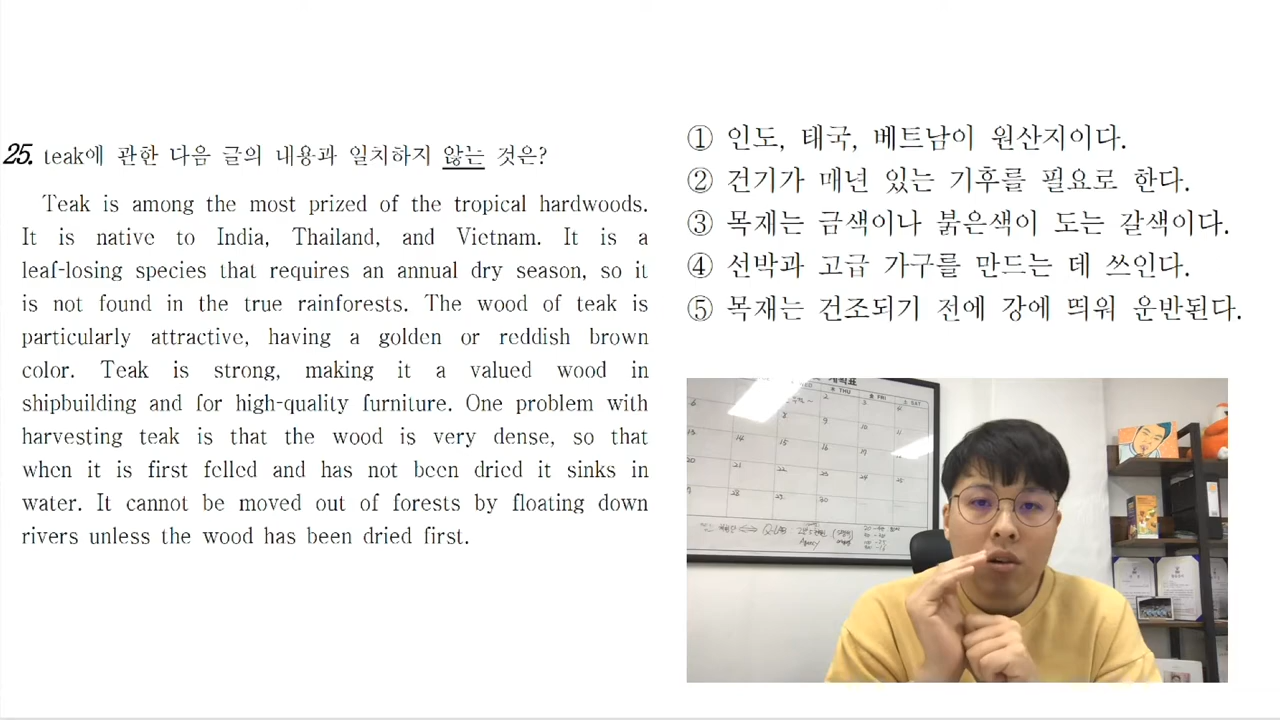 25. teak에 관한 다음 글의 내용과 일치하지 않는 것은?
Teak is among the most prized of the tropical hardwoods.
It is native to India, Thailand, and Vietnam. It is a
leaf-losing species that requires an annual dry season, so it
is not found in the true rainforests. The wood of teak is
particularly attractive, having a golden or reddish brown
color. Teak is strong, making it a valued wood in
shipbuilding and for high-quality furniture. One problem with
harvesting teak is that the wood is very dense, so that
when it is first felled and has not been dried it sinks in
water. It cannot be moved out of forests by floating down
rivers unless the wood has been dried first.
① 인도, 태국, 베트남이 원산지이다.
② 건기가 매년 있는 기후를 필요로 한다.
③ 목재는 금색이나 붉은색이 도는 갈색이다.
④ 선박과 고급 가구를 만드는 데 쓰인다.
⑤ 목재는 건조되기 전에 강에 띄워 운반된다.
THU FRI SAT